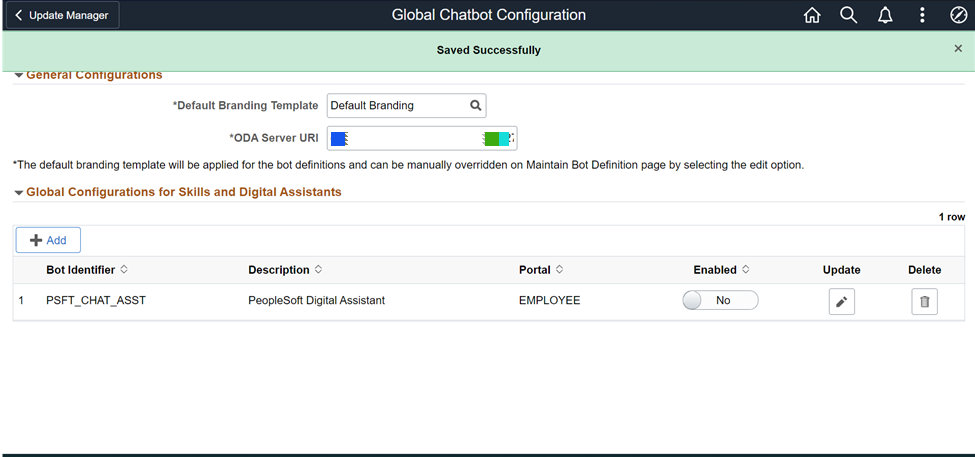 Update Manager
Global Chatbot Configuration
Saved Successfully
General Configurations
*Default Branding Template Default Branding
*ODA Server URI
*The default branding template will be applied for the bot definitions and can be manually overridden on Maintain Bot Definition page by selecting the edit option.
Global Configurations for Skills and Digital Assistants
1 row
Add
Bot Identifier Description Portal Enabled Update Delete
1 PSFT_CHAT_ASST PeopleSoft Digital Assistant EMPLOYEE No